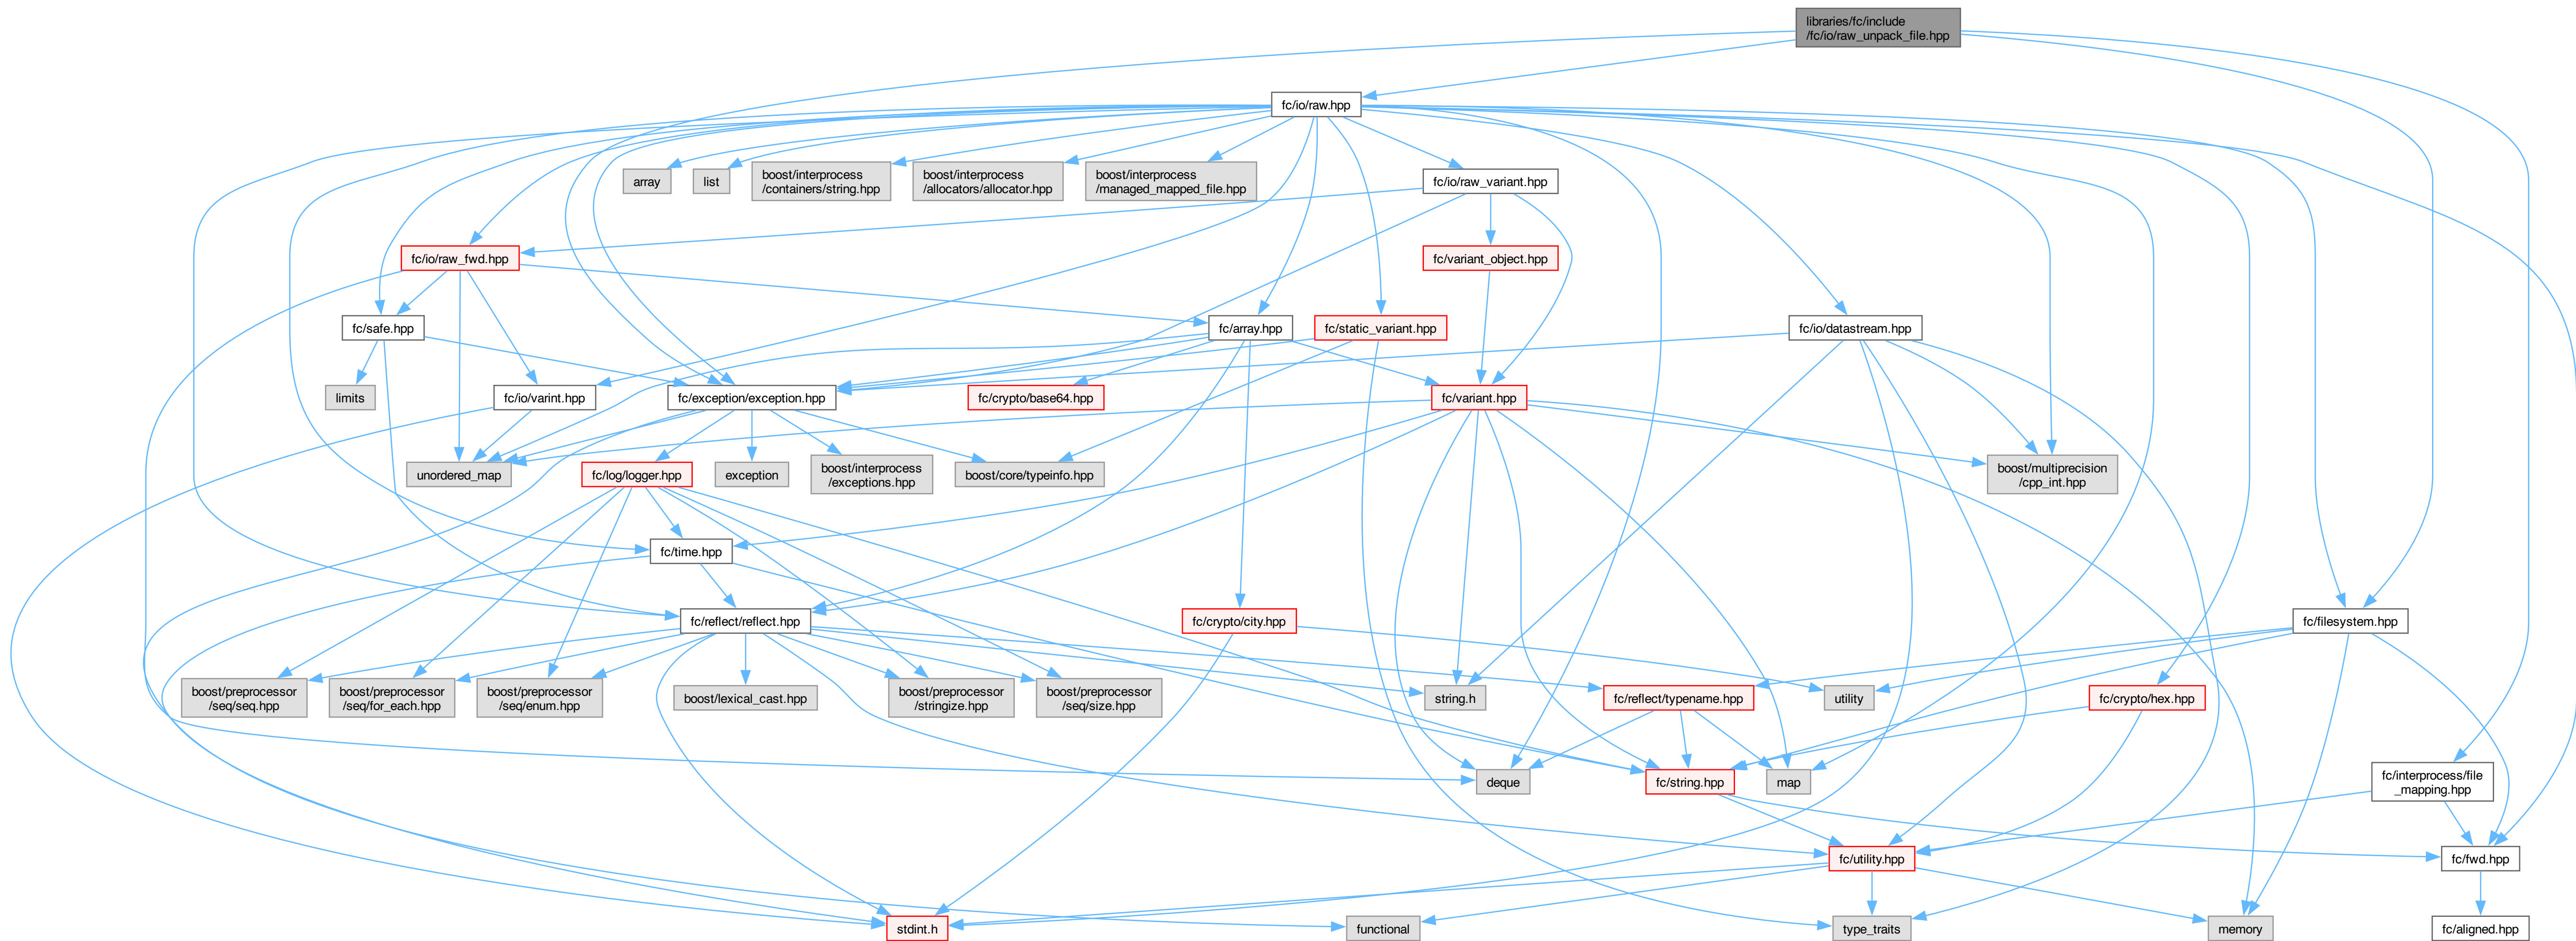 libraries/fc/include
/fc/io/raw_unpack_file.hpp
fc/io/raw.hpp
array
list
boost/interprocess
/containers/string.hpp
boost/interprocess
/allocators/allocator.hpp
boost/interprocess
/managed_mapped_file.hpp
fc/io/raw_variant.hpp
fc/io/raw_fwd.hpp
fc/variant_object.hpp
fc/safe.hpp
fc/array.hpp
fc/static_variant.hpp
fc/io/datastream.hpp
limits
fc/io/varint.hpp
fc/exception/exception.hpp
fc/crypto/base64.hpp
fc/variant.hpp
unordered_map
fc/log/logger.hpp
exception
boost/interprocess
/exceptions.hpp
boost/core/typeinfo.hpp
boost/multiprecision
/cpp_int.hpp
fc/time.hpp
fc/reflect/reflect.hpp
fc/crypto/city.hpp
fc/filesystem.hpp
boost/preprocessor
/seq/seq.hpp
boost/preprocessor
/seq/for_each.hpp
boost/preprocessor
/seq/enum.hpp
boost/lexical_cast.hpp
boost/preprocessor
/stringize.hpp
boost/preprocessor
/seq/size.hpp
string.h
fc/reflect/typename.hpp
utility
fc/crypto/hex.hpp
deque
fc/string.hpp
map
fc/interprocess/file
_mapping.hpp
fc/utility.hpp
fc/fwd.hpp
stdint.h
functional
type_traits
memory
fc/aligned.hpp